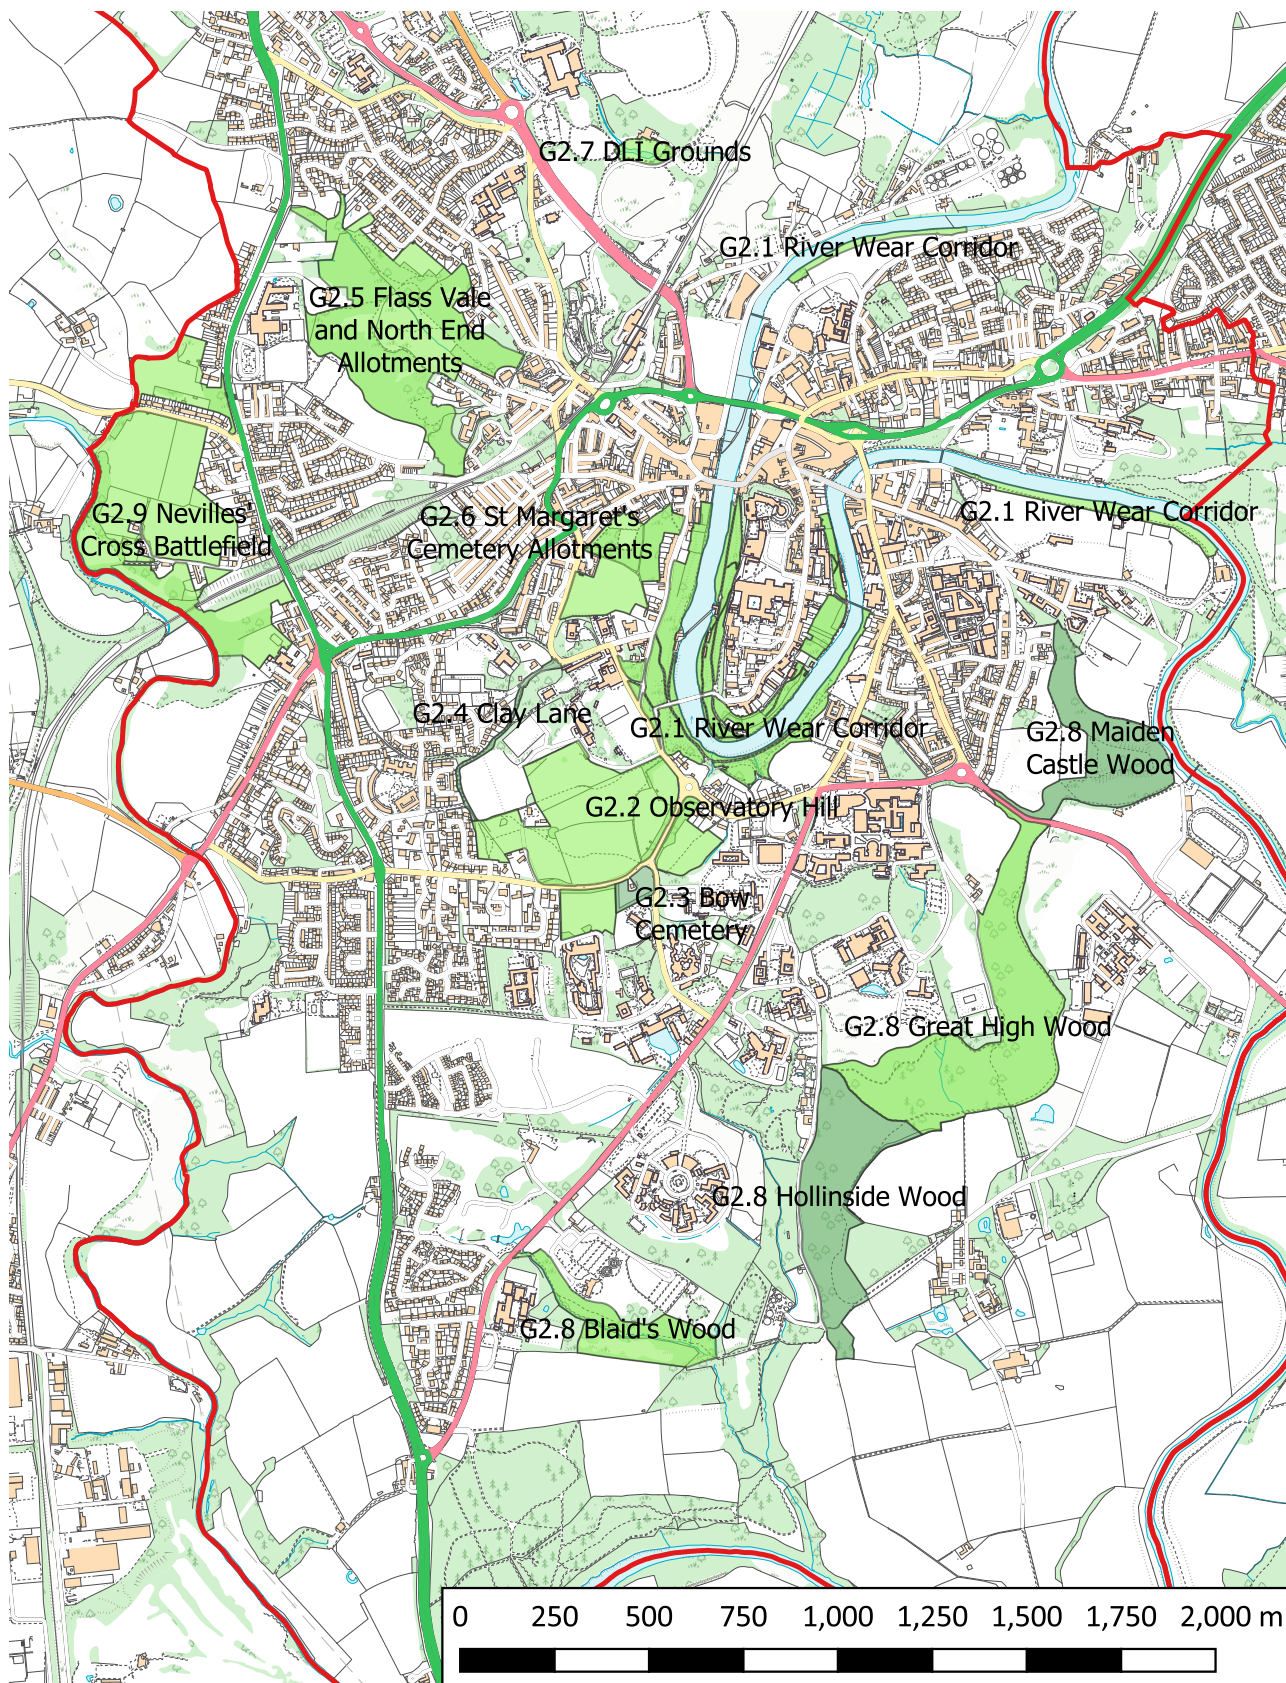 G2.7 DLI Grounds
G2.1 River Wear Corridor
G2.5 Flass Vale
and North End
Allotments
G2.9 Nevilles'
Cross Battlefield
G2.6 St Margaret's
Cemetery Allotments
G2.1 River Wear Corridor
G2.4 Clay Lane
G2.1 River Wear Corridor
G2.8 Maiden
Castle Wood
G2.2 Observatory Hill
G2.3 Bow
Cemetery
G2.8 Great High Wood
G2.8 Hollinside Wood
G2.8 Blaid's Wood
0 250 500 750 1,000 1,250 1,500 1,750 2,000 m